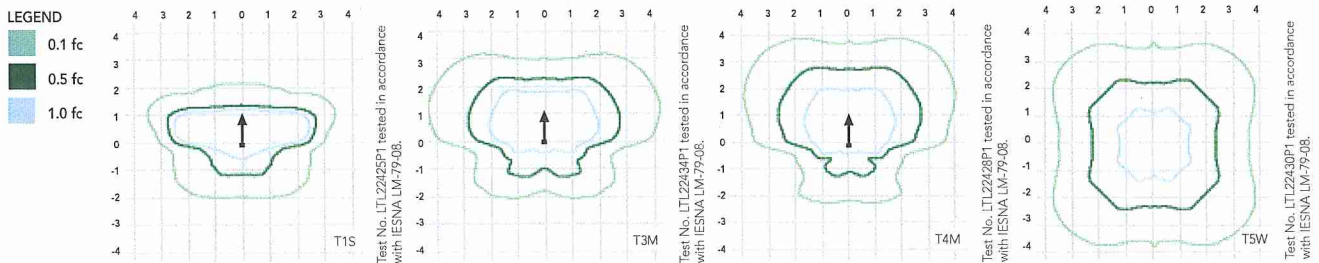 LEGEND
0.1 fc
0.5 fc
1.0 fc
4 3 2 1 0 1 2 3 4
4
3
2
1
0
-1
-2
-3
-4
T1S
Test No. LTL22425P1 tested in accordance
with IESNA LM-79-08.
4 3 2 1 0 1 2 3 4
4
3
2
1
0
-1
-2
-3
-4
T3M
Test No. LTL22434P1 tested in accordance
with IESNA LM-79-08.
4 3 2 1 0 1 2 3 4
4
3
2
1
0
-1
-2
-3
-4
T4M
Test No. LTL22428P1 tested in accordance
with IESNA LM-79-08.
4 3 2 1 0 1 2 3 4
4
3
2
1
0
-1
-2
-3
-4
T5W
Test No. LTL22430P1 tested in accordance
with IESNA LM-79-08.